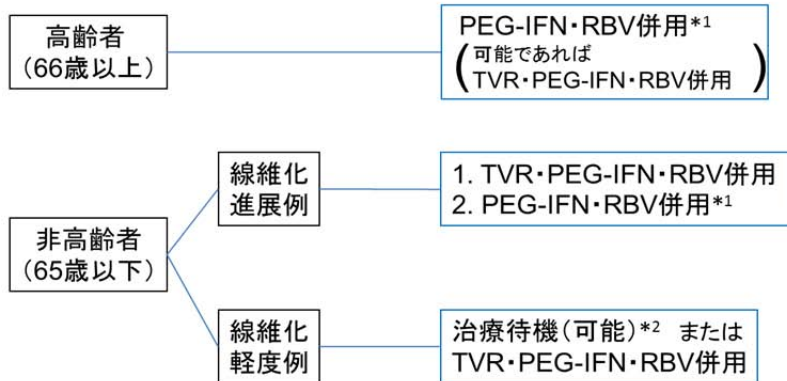 高齢者
（66歳以上）
PEG-IFN・RBV併用*1
(可能であれば
TVR・PEG-IFN・RBV併用)
非高齢者
（65歳以下）
線維化
進展例
1. TVR・PEG-IFN・RBV併用
2. PEG-IFN・RBV併用*1
線維化
軽度例
治療待機（可能）*2 または
TVR・PEG-IFN・RBV併用